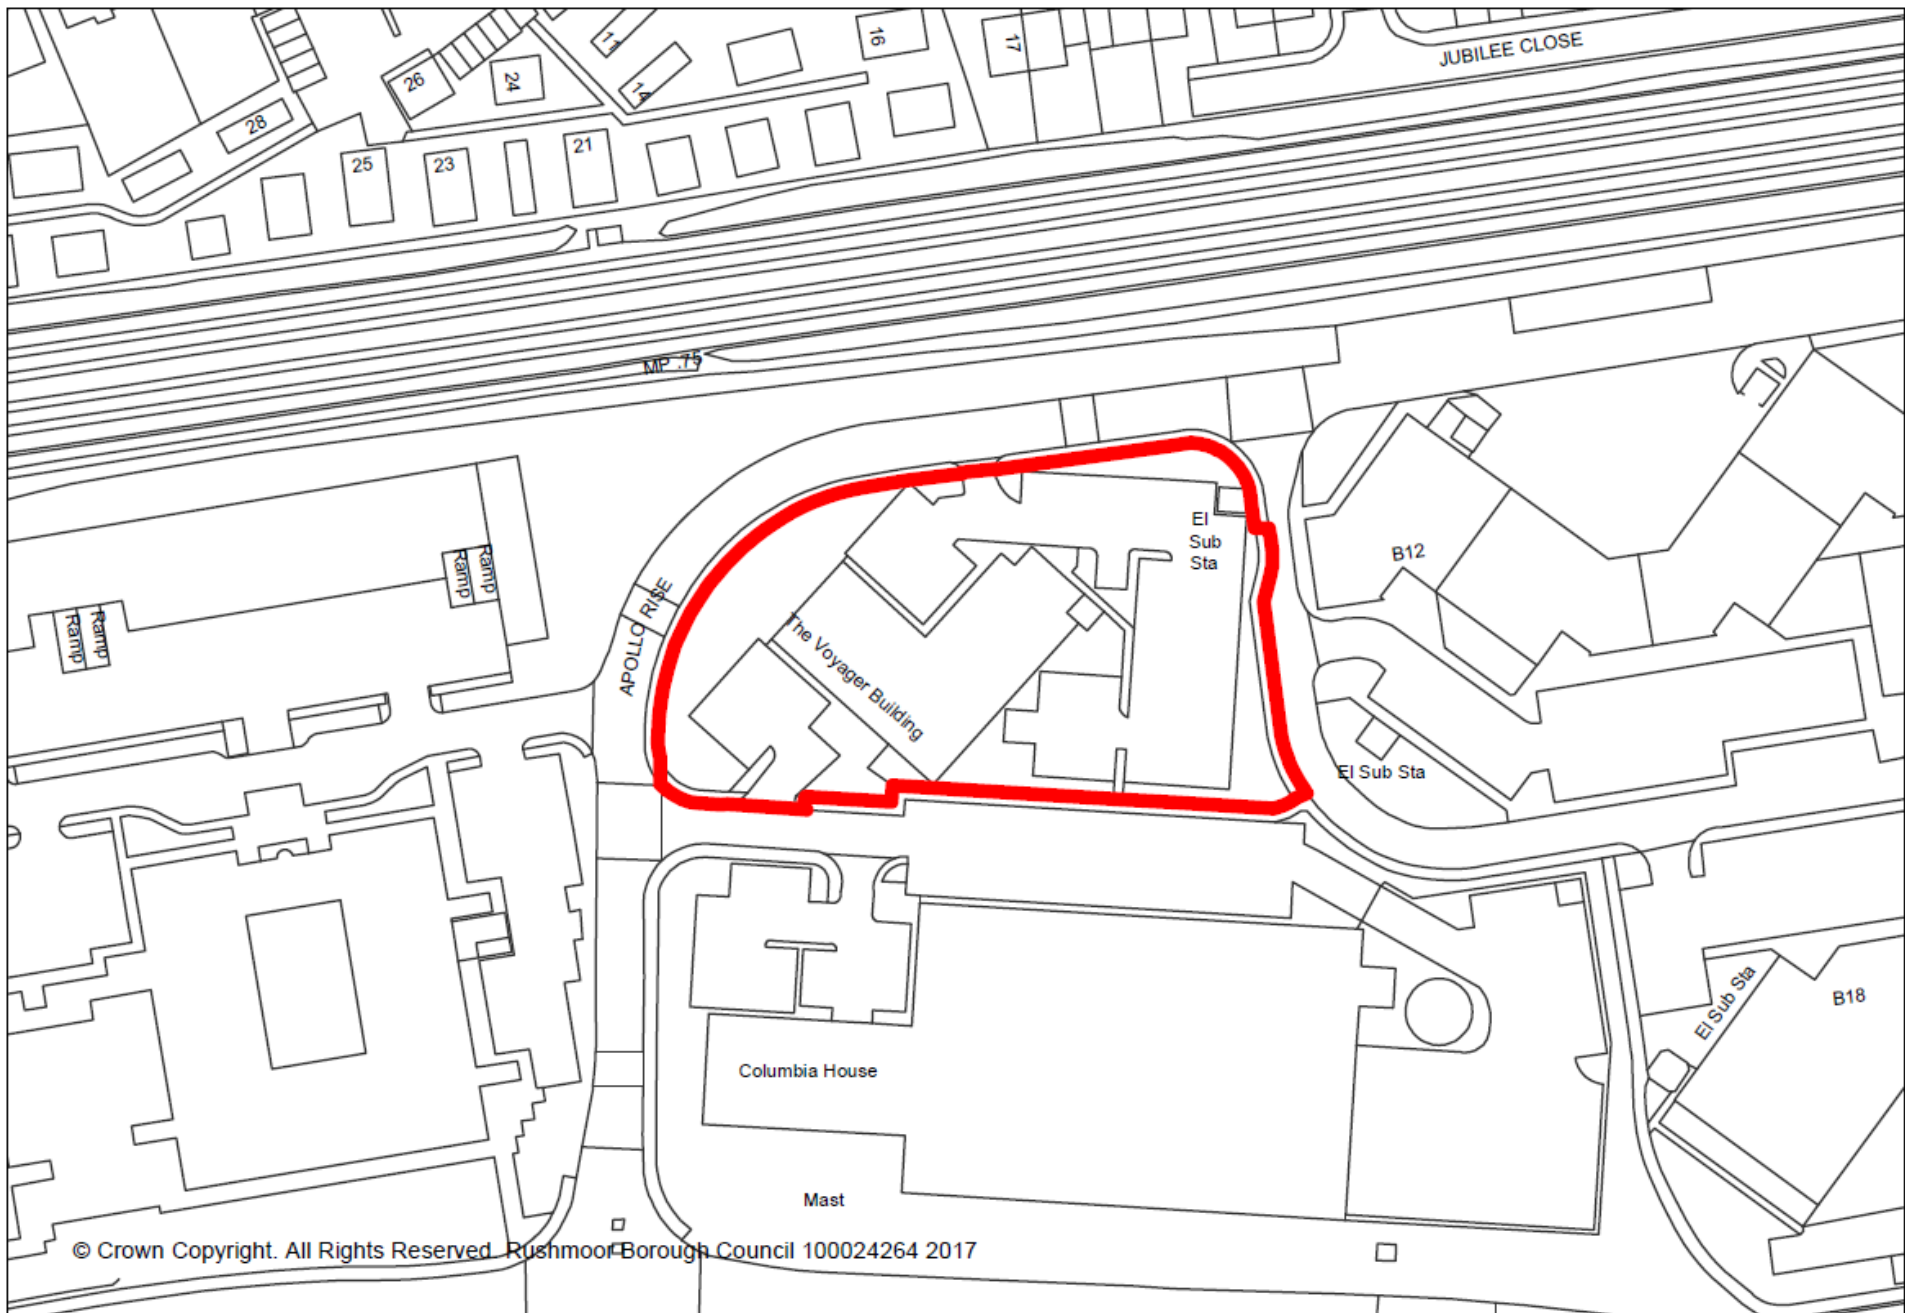 JUBILEE CLOSE
11
16
17
26
24
14
28
25
23
21
MP .75
El
Sub
Sta
Ramp
Ramp
B12
Ramp
Ramp
APOLLO RISE
The Voyager Building
El Sub Sta
El Sub Sta
B18
Columbia House
Mast
© Crown Copyright. All Rights Reserved. Rushmoor Borough Council 100024264 2017